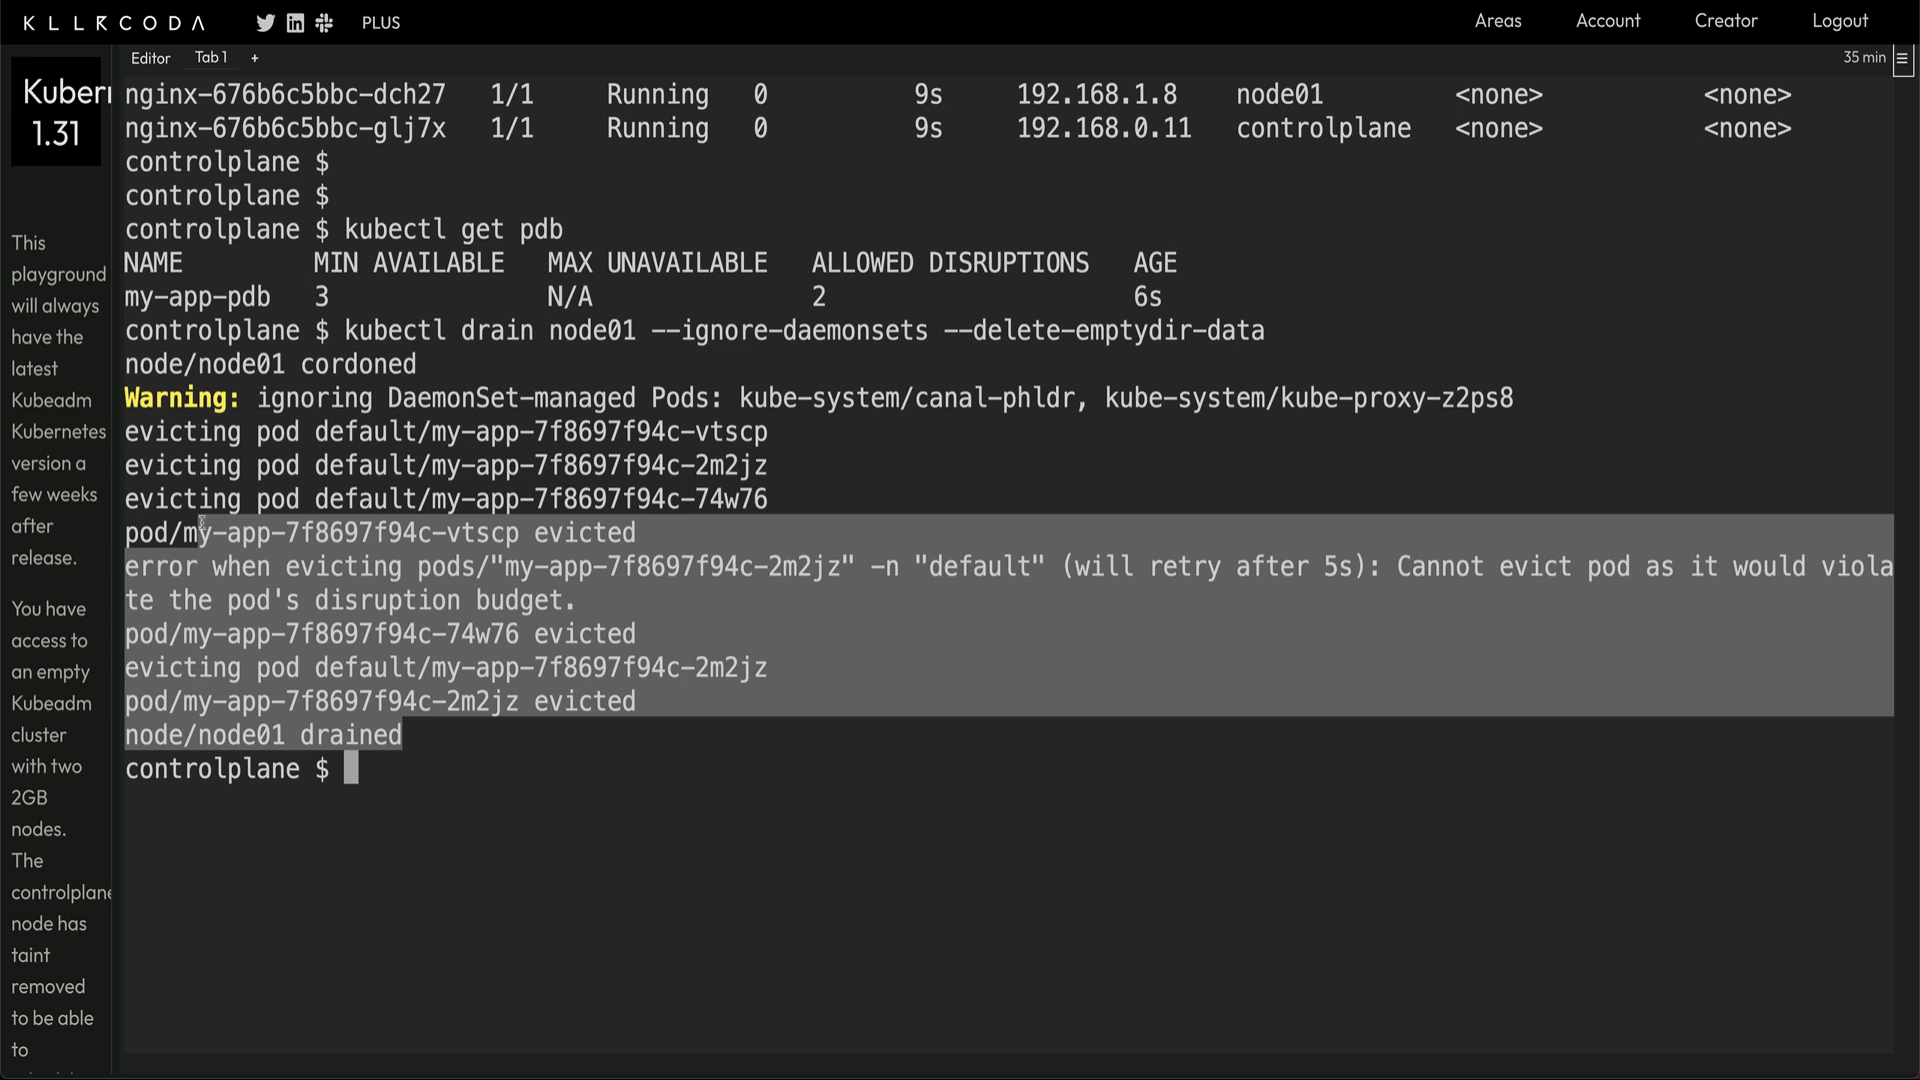 KILLERCODA PLUS Areas Account Creator Logout
Editor Tab 1 + 35 min
Kuber
1.31
This
playground
will always
have the
latest
Kubeadm
Kubernetes
version a
few weeks
after
release.
You have
access to
an empty
Kubeadm
cluster
with two
2GB
nodes.
The
controlplane
node has
taint
removed
to be able
to
nginx-676b6c5bbc-dch27 1/1 Running 0 9s 192.168.1.8 node01 <none> <none>
nginx-676b6c5bbc-glj7x 1/1 Running 0 9s 192.168.0.11 controlplane <none> <none>
controlplane $
controlplane $
controlplane $ kubectl get pdb
NAME MIN AVAILABLE MAX UNAVAILABLE ALLOWED DISRUPTIONS AGE
my-app-pdb 3 N/A 2 6s
controlplane $ kubectl drain node01 --ignore-daemonsets --delete-emptydir-data
node/node01 cordoned
Warning: ignoring DaemonSet-managed Pods: kube-system/canal-phldr, kube-system/kube-proxy-z2ps8
evicting pod default/my-app-7f8697f94c-vtscp
evicting pod default/my-app-7f8697f94c-2m2jz
evicting pod default/my-app-7f8697f94c-74w76
pod/my-app-7f8697f94c-vtscp evicted
error when evicting pods/"my-app-7f8697f94c-2m2jz" -n "default" (will retry after 5s): Cannot evict pod as it would viola
te the pod's disruption budget.
pod/my-app-7f8697f94c-74w76 evicted
evicting pod default/my-app-7f8697f94c-2m2jz
pod/my-app-7f8697f94c-2m2jz evicted
node/node01 drained
controlplane $